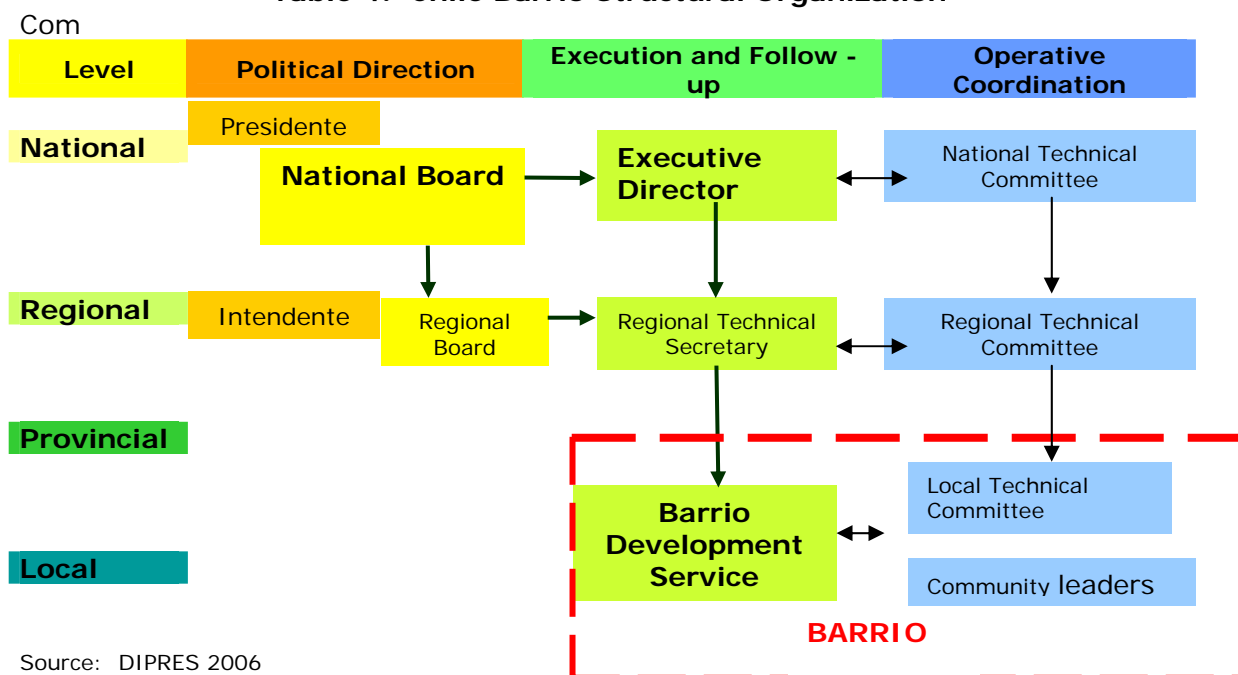 Com
Level
Political Direction
Execution and Follow -
up
Operative
Coordination
Presidente
National
National Board
Executive
Director
National Technical
Committee
Regional
Intendente
Regional
Board
Regional Technical
Secretary
Regional Technical
Committee
Provincial
Local Technical
Committee
Barrio
Development
Service
Local
Community leaders
BARRIO
Source: DIPRES 2006